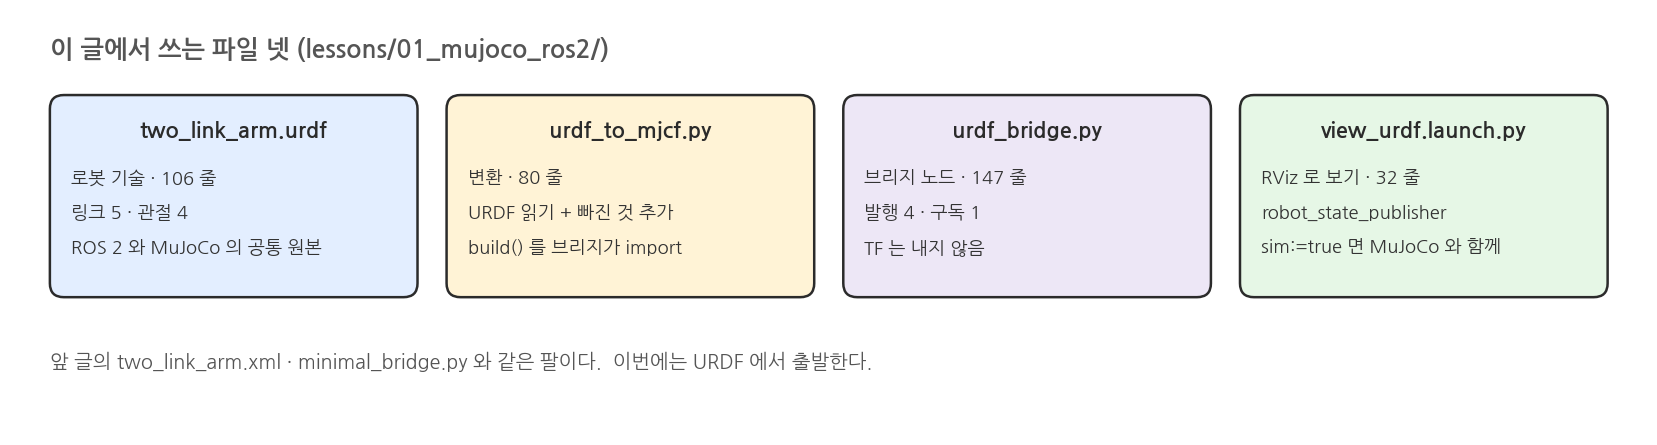 이 글에서 쓰는 파일 넷 (lessons/01_mujoco_ros2/)
two_link_arm.urdf
로봇 기술 · 106 줄
링크 5 · 관절 4
ROS 2 와 MuJoCo 의 공통 원본
urdf_to_mjcf.py
변환 · 80 줄
URDF 읽기 + 빠진 것 추가
build() 를 브리지가 import
urdf_bridge.py
브리지 노드 · 147 줄
발행 4 · 구독 1
TF 는 내지 않음
view_urdf.launch.py
RViz 로 보기 · 32 줄
robot_state_publisher
sim:=true 면 MuJoCo 와 함께
앞 글의 two_link_arm.xml · minimal_bridge.py 와 같은 팔이다. 이번에는 URDF 에서 출발한다.